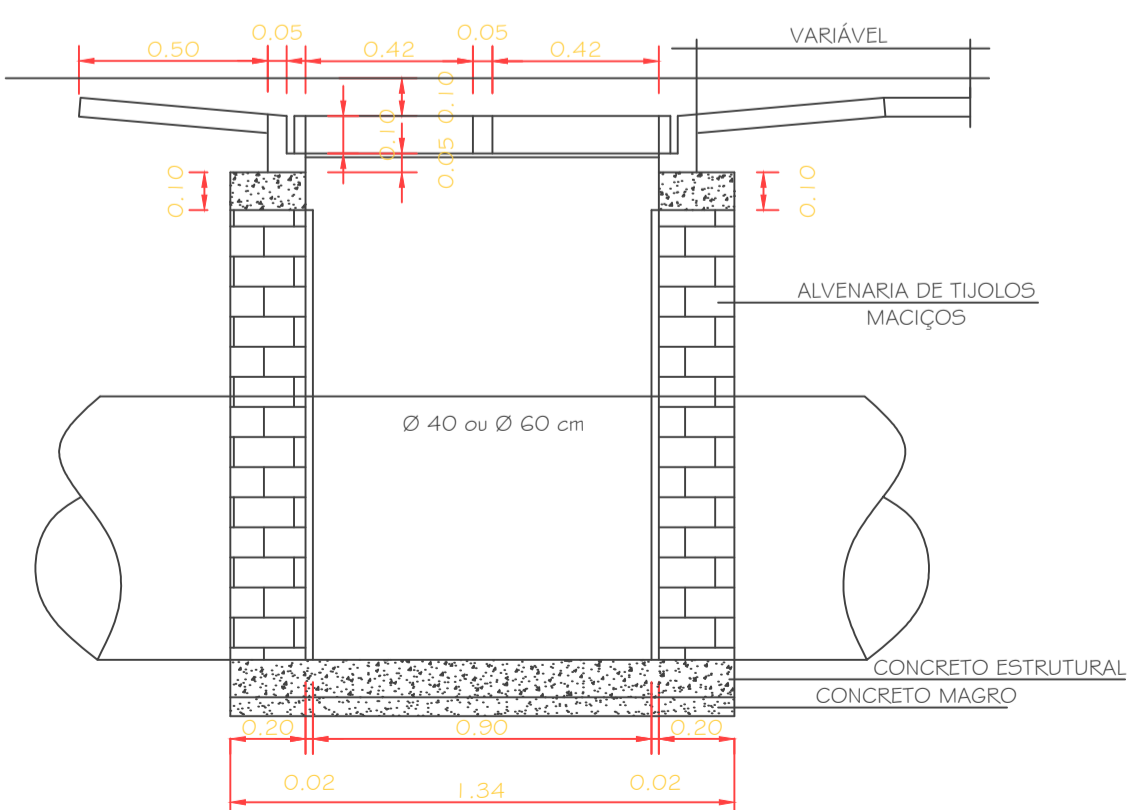 VARIÁVEL
0.05
0.05
0.50
0.42
0.42
0.10
0.10
0.05
0.10
0.10
ALVENARIA DE TIJOLOS
MACIÇOS
Ø 40 ou Ø 60 cm
CONCRETO ESTRUTURAL
CONCRETO MAGRO
0.20
0.90
0.20
0.02
0.02
1.34